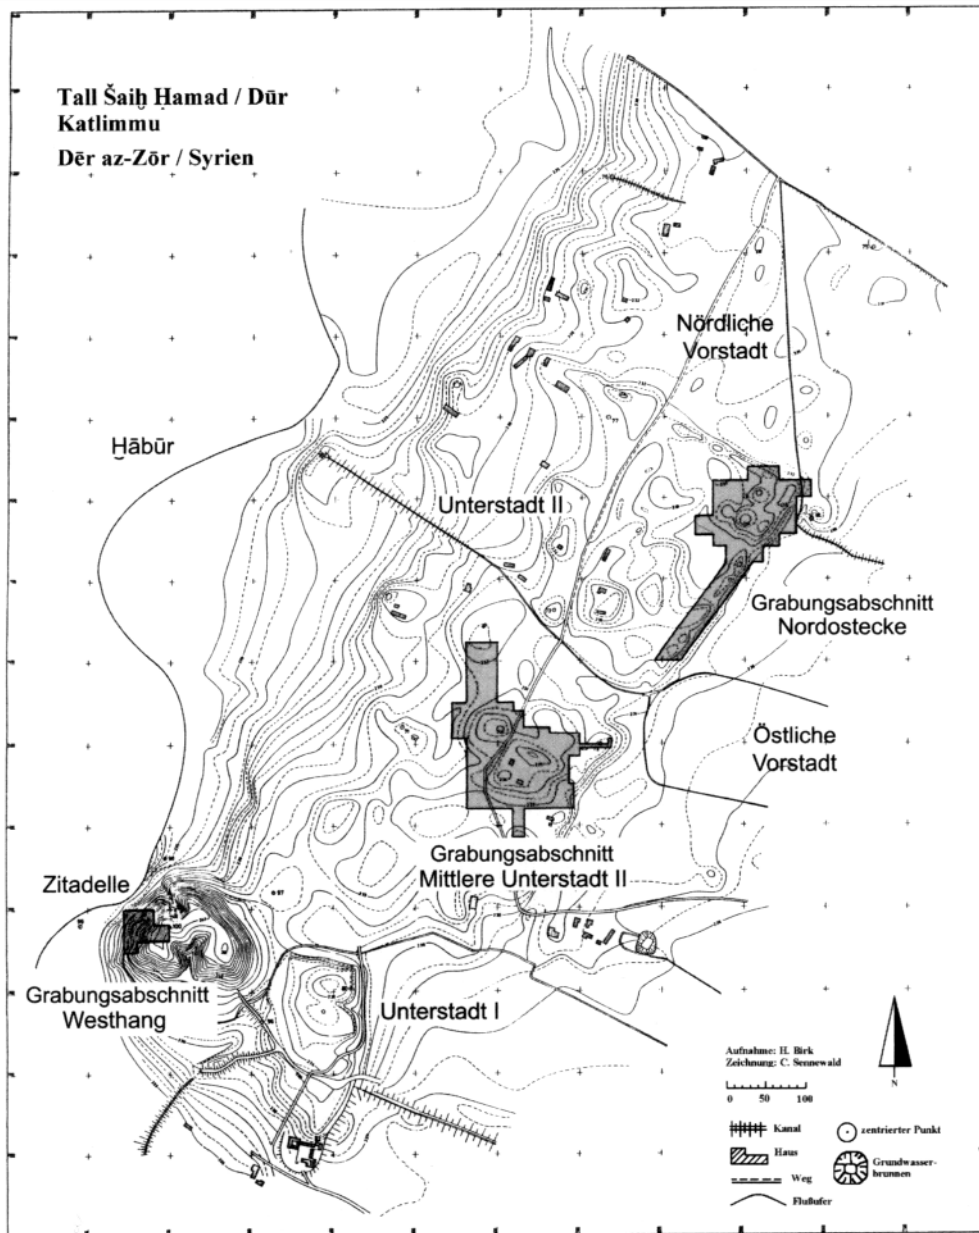 Tall Šaiḫ Ḥamad / Dūr
Katlimmu
Dēr az-Zōr / Syrien
Nördliche
Vorstadt
Ḫābūr
Unterstadt II
Grabungsabschnitt
Nordostecke
Östliche
Vorstadt
Grabungsabschnitt
Mittlere Unterstadt II
Zitadelle
Grabungsabschnitt
Westhang
Unterstadt I
Aufnahme: H. Birk
Zeichnung: C. Sennewald
0 50 100
N
Kanal
zentrierter Punkt
Haus
Grundwasser-
brunnen
Weg
Flußufer